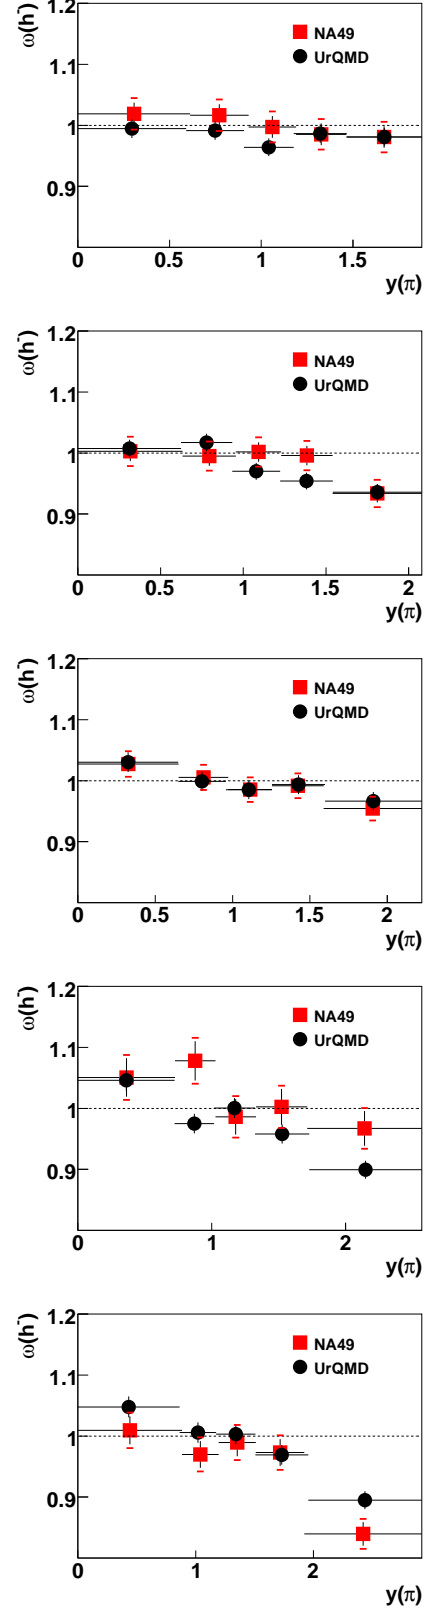 1.2
ω(h⁻)
NA49
UrQMD
1.1
1
0.9
0 0.5 1 1.5
y(π)
1.2
ω(h⁻)
NA49
UrQMD
1.1
1
0.9
0 0.5 1 1.5 2
y(π)
1.2
ω(h⁻)
NA49
UrQMD
1.1
1
0.9
0 0.5 1 1.5 2
y(π)
1.2
ω(h⁻)
NA49
UrQMD
1.1
1
0.9
0 1 2
y(π)
1.2
ω(h⁻)
NA49
UrQMD
1.1
1
0.9
0 1 2
y(π)